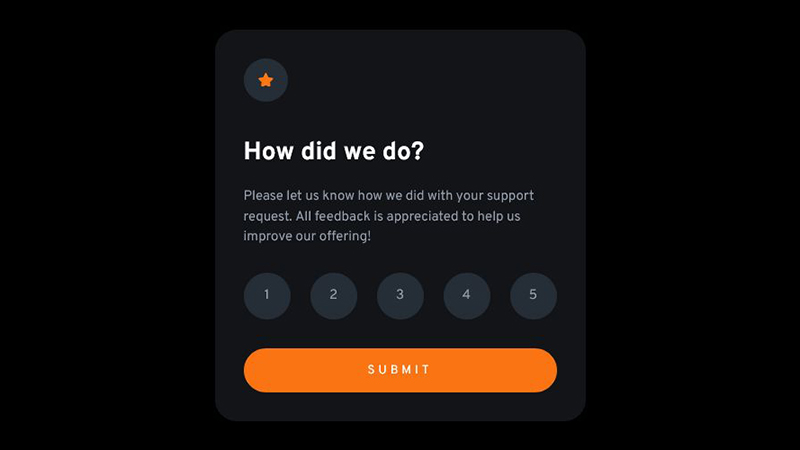 How did we do?
Please let us know how we did with your support
request. All feedback is appreciated to help us
improve our offering!
1 2 3 4 5
SUBMIT